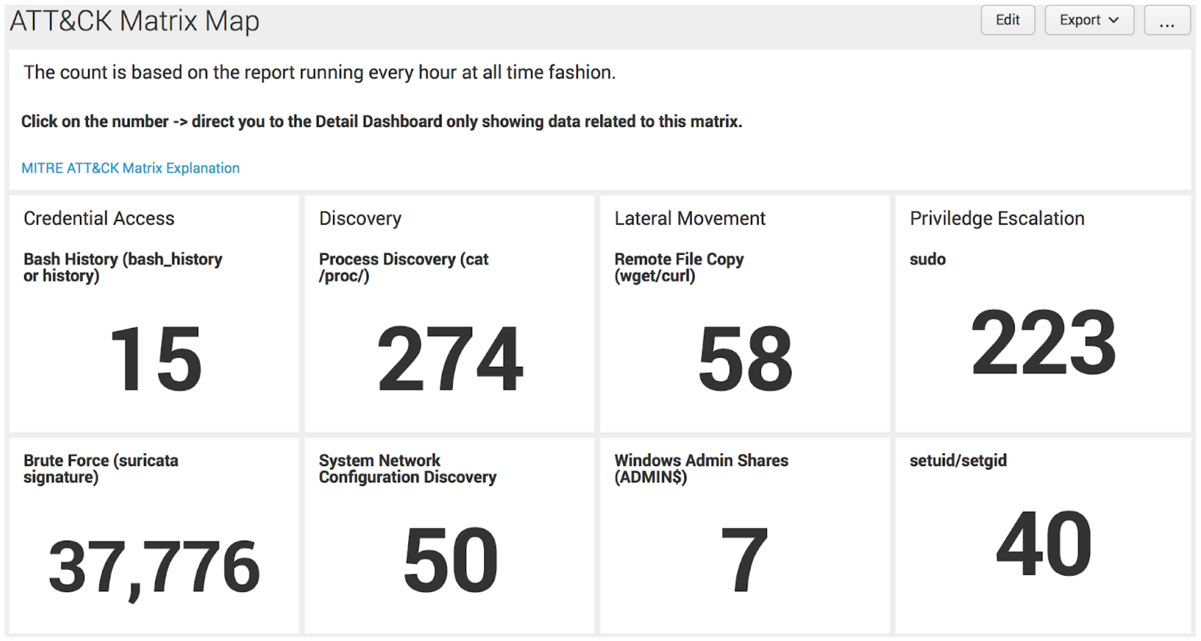 ATT&CK Matrix Map
Edit
Export
...
The count is based on the report running every hour at all time fashion.
Click on the number -> direct you to the Detail Dashboard only showing data related to this matrix.
MITRE ATT&CK Matrix Explanation
Credential Access
Bash History (bash_history
or history)
15
Discovery
Process Discovery (cat
/proc/)
274
Lateral Movement
Remote File Copy
(wget/curl)
58
Priviledge Escalation
sudo
223
Brute Force (suricata
signature)
37,776
System Network
Configuration Discovery
50
Windows Admin Shares
(ADMIN$)
7
setuid/setgid
40